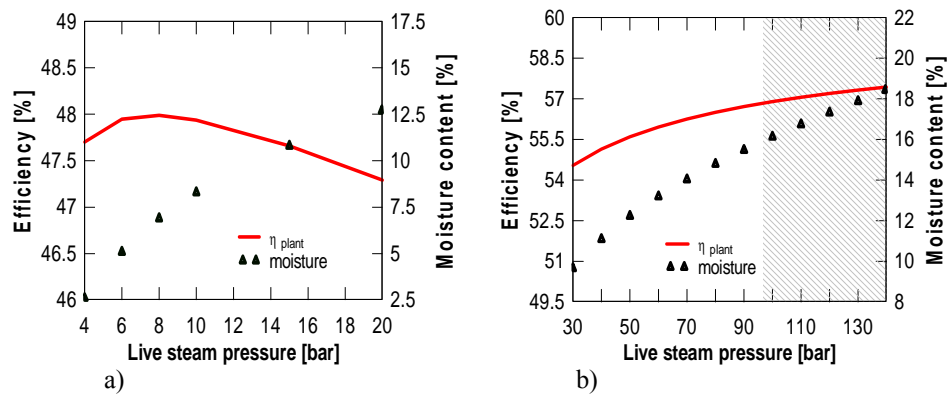 49
48.5
48
47.5
47
46.5
46
Efficiency [%]
17.5
15
12.5
10
7.5
5
2.5
Moisture content [%]
η plant
moisture
4 6 8 10 12 14 16 18 20
Live steam pressure [bar]
a)
60
58.5
57
55.5
54
52.5
51
49.5
Efficiency [%]
22
20
18
16
14
12
10
8
Moisture content [%]
η plant
moisture
30 50 70 90 110 130
Live steam pressure [bar]
b)